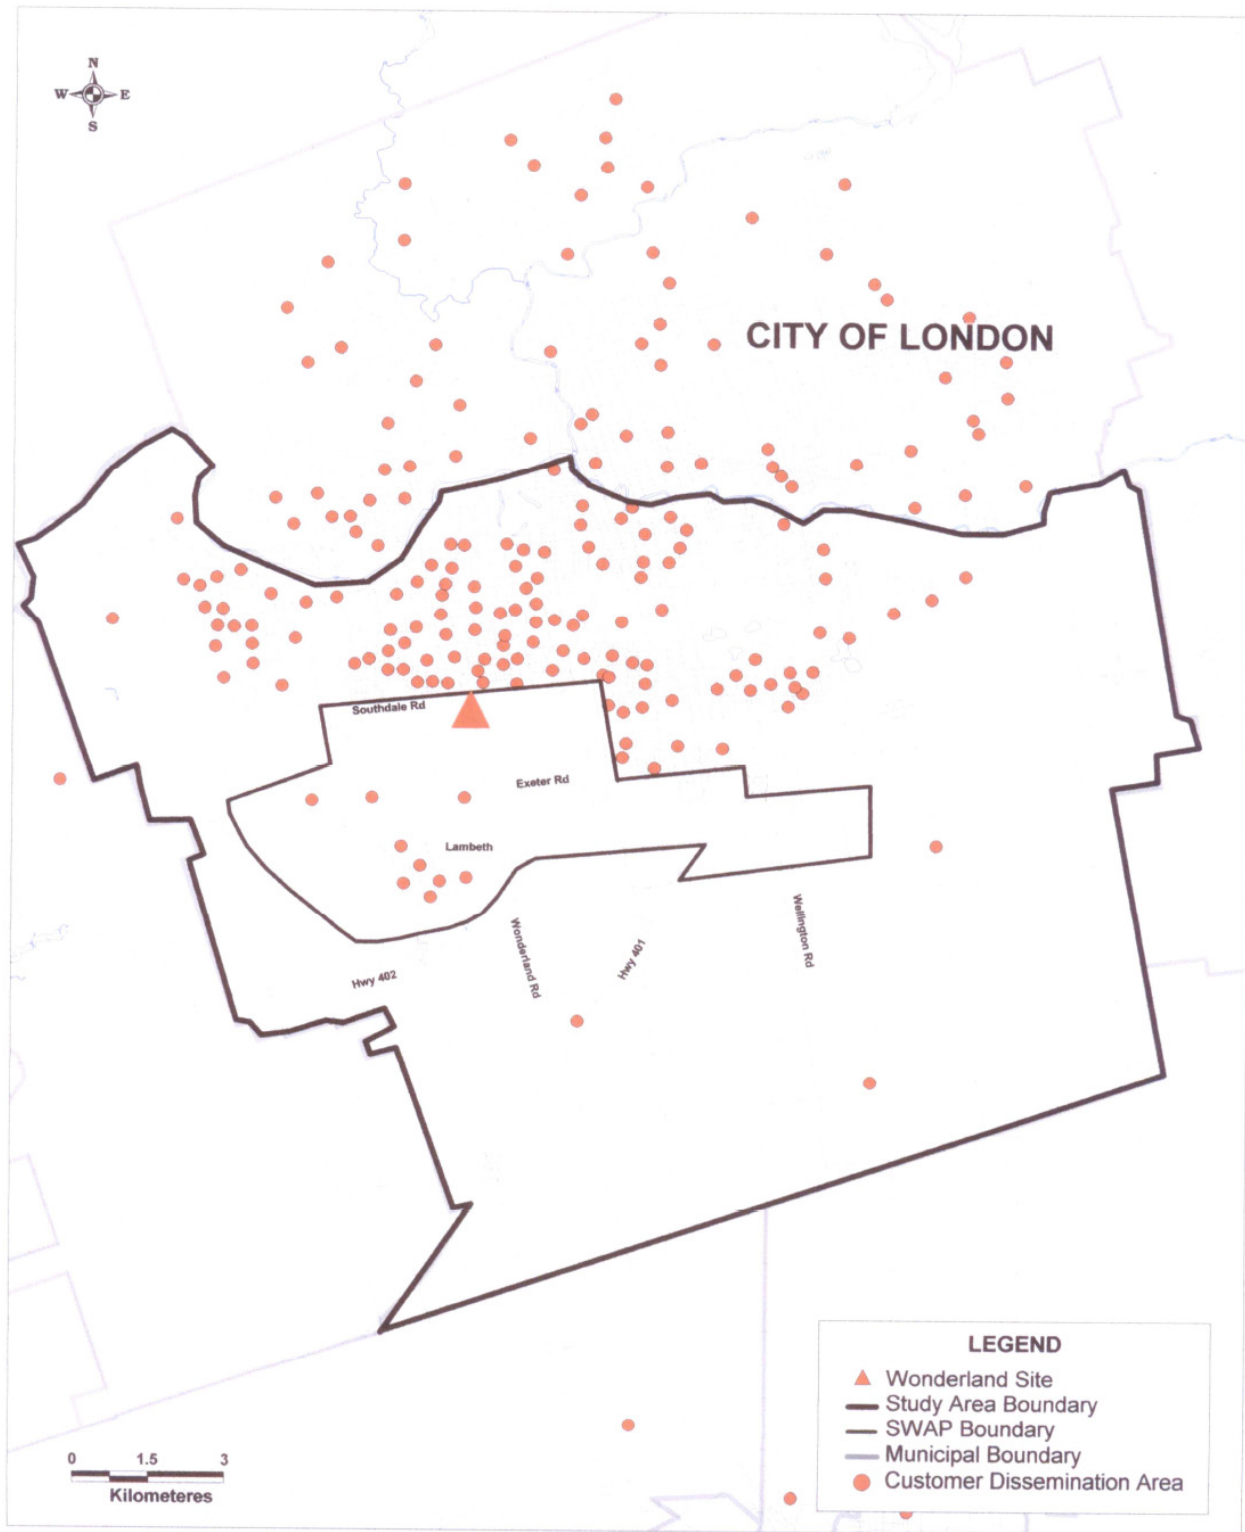 N
W E
S
CITY OF LONDON
Southdale Rd
Exeter Rd
Lambeth
Wonderland Rd
Hwy 401
Wellington Rd
Hwy 402
LEGEND
Wonderland Site
Study Area Boundary
SWAP Boundary
Municipal Boundary
Customer Dissemination Area
0 1.5 3
Kilometeres